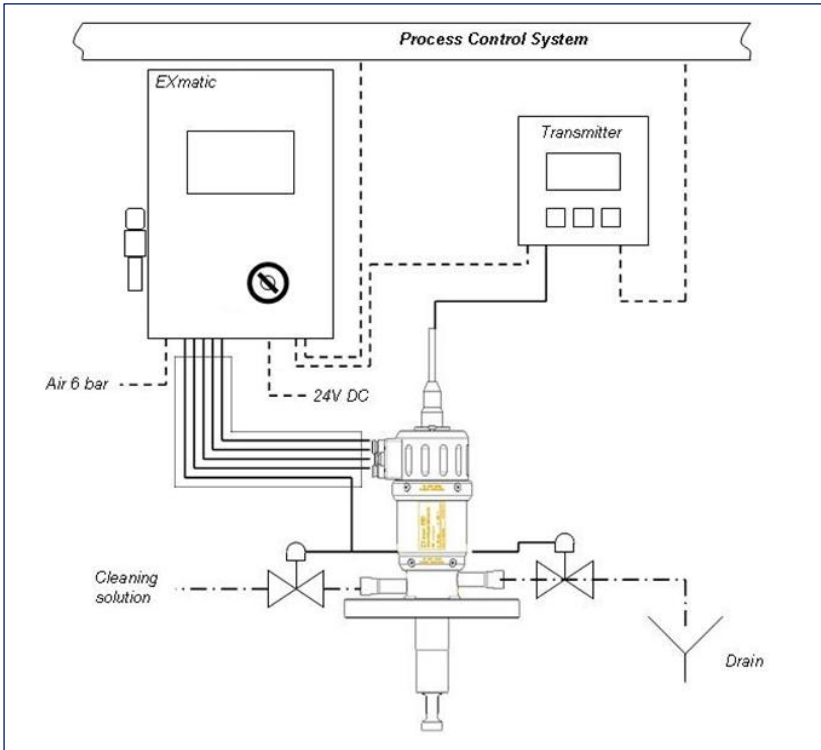 Process Control System
EXmatic
Transmitter
Air 6 bar
24V DC
Cleaning
solution
Drain